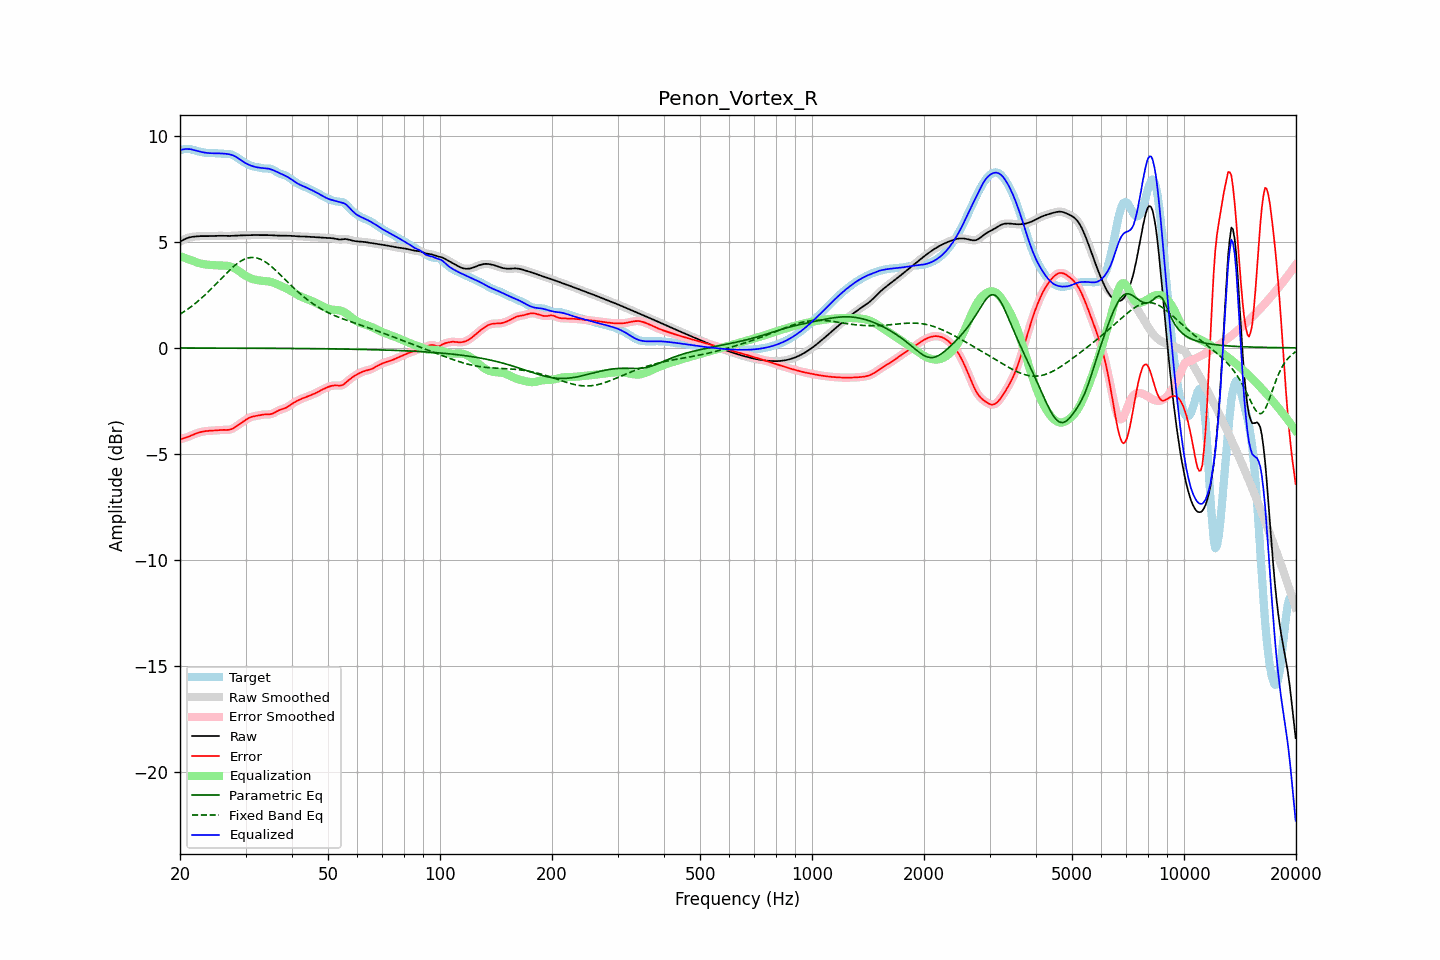 Penon_Vortex_R
10
5
0
−5
−10
−15
−20
Amplitude (dBr)
Target
Raw Smoothed
Error Smoothed
Raw
Error
Equalization
Parametric Eq
Fixed Band Eq
Equalized
20 50 100 200 500 1000 2000 5000 10000 20000
Frequency (Hz)